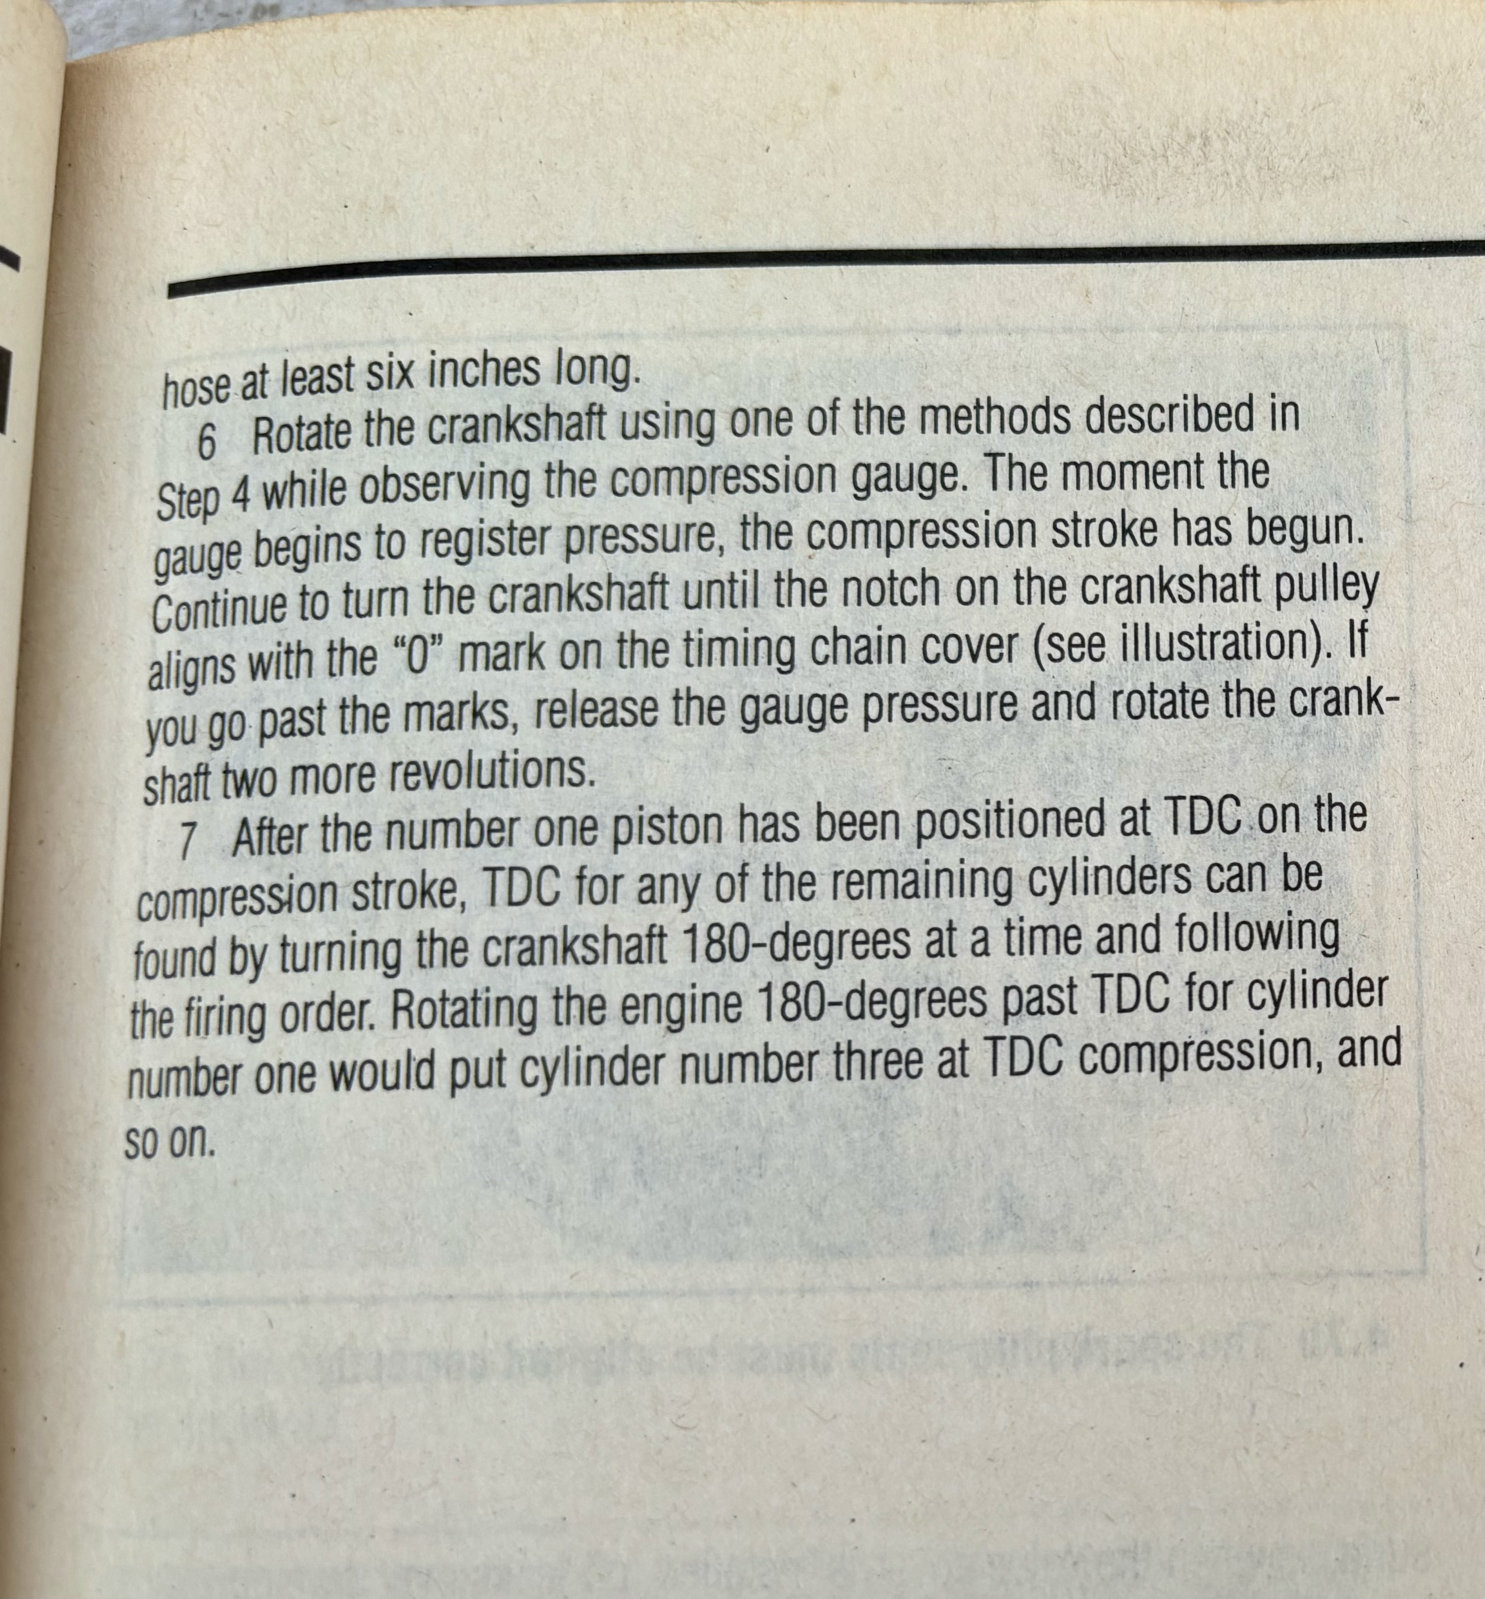 hose at least six inches long.
6 Rotate the crankshaft using one of the methods described in
Step 4 while observing the compression gauge. The moment the
gauge begins to register pressure, the compression stroke has begun.
Continue to turn the crankshaft until the notch on the crankshaft pulley
aligns with the “0” mark on the timing chain cover (see illustration). If
you go past the marks, release the gauge pressure and rotate the crank-
shaft two more revolutions.
7 After the number one piston has been positioned at TDC on the
compression stroke, TDC for any of the remaining cylinders can be
found by turning the crankshaft 180-degrees at a time and following
the firing order. Rotating the engine 180-degrees past TDC for cylinder
number one would put cylinder number three at TDC compression, and
so on.